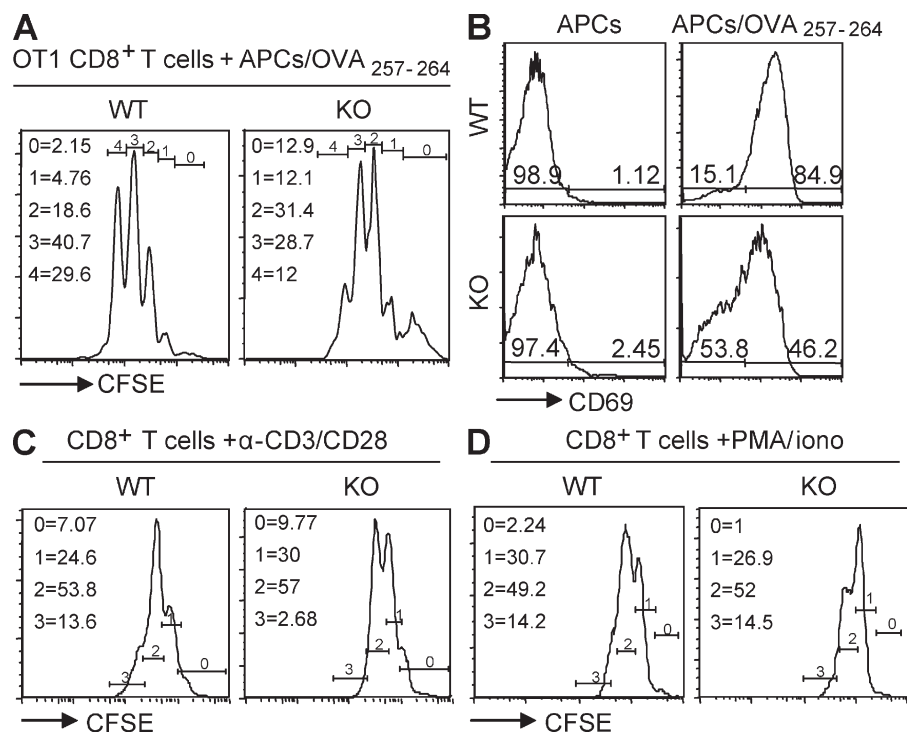 A
OT1 CD8+ T cells + APCs/OVA 257-264
WT
KO
0=2.15
1=4.76
2=18.6
3=40.7
4=29.6
4 3 2 1 0
0=12.9
1=12.1
2=31.4
3=28.7
4=12
4 3 2 1 0
CFSE
B
APCs
APCs/OVA 257-264
WT
98.9 1.12
15.1 84.9
KO
97.4 2.45
53.8 46.2
CD69
C
CD8+ T cells +α-CD3/CD28
WT
KO
0=7.07
1=24.6
2=53.8
3=13.6
3 2 1 0
0=9.77
1=30
2=57
3=2.68
3 2 1 0
CFSE
D
CD8+ T cells +PMA/iono
WT
KO
0=2.24
1=30.7
2=49.2
3=14.2
3 2 1 0
0=1
1=26.9
2=52
3=14.5
3 2 1 0
CFSE